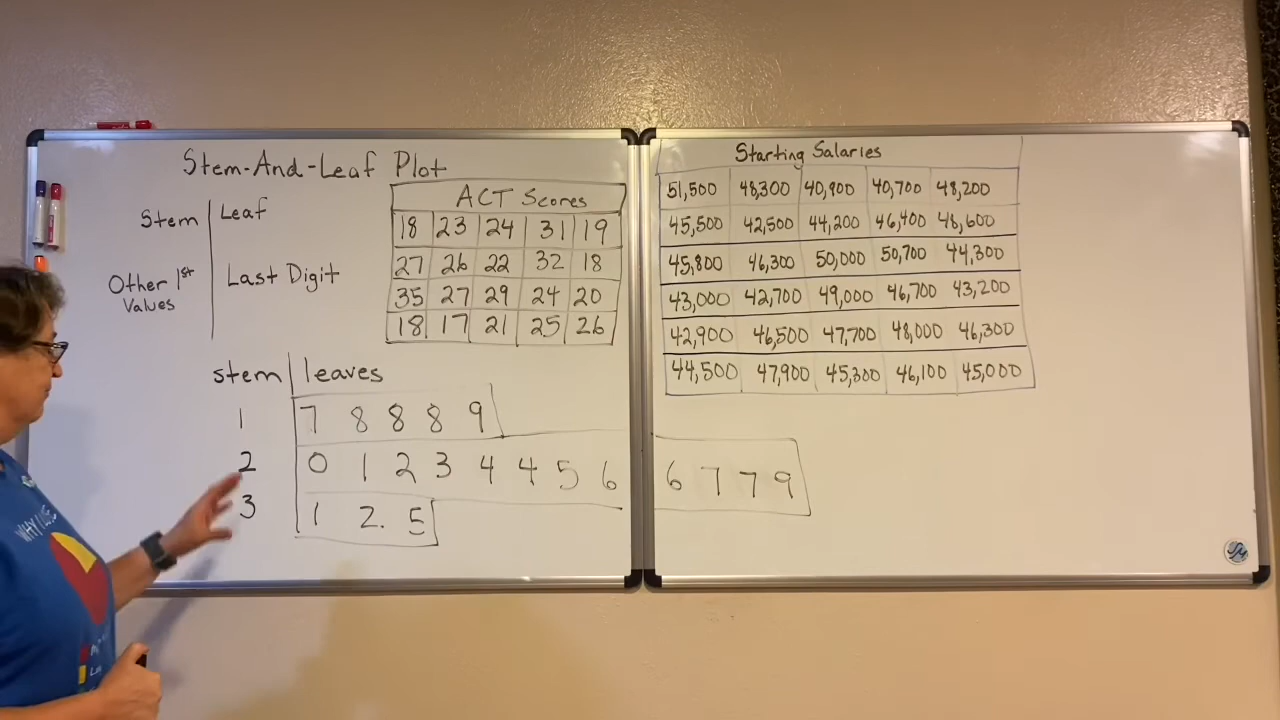 Stem-And-Leaf Plot
Stem Leaf
Other 1st Values Last Digit
ACT Scores
18 23 24 31 19
27 26 22 32 18
35 27 29 24 20
18 17 21 25 26
stem leaves
1 7 8 8 8 9
2 0 1 2 3 4 4 5 6 6 7 7 9
3 1 2. 5
Starting Salaries
51,500 48,300 40,900 40,700 48,200
45,500 42,500 44,200 46,400 48,600
45,800 46,300 50,000 50,700 44,300
43,000 42,700 49,000 46,700 43,200
42,900 46,500 47,700 48,000 46,300
44,500 47,900 45,300 46,100 45,000
WHY I